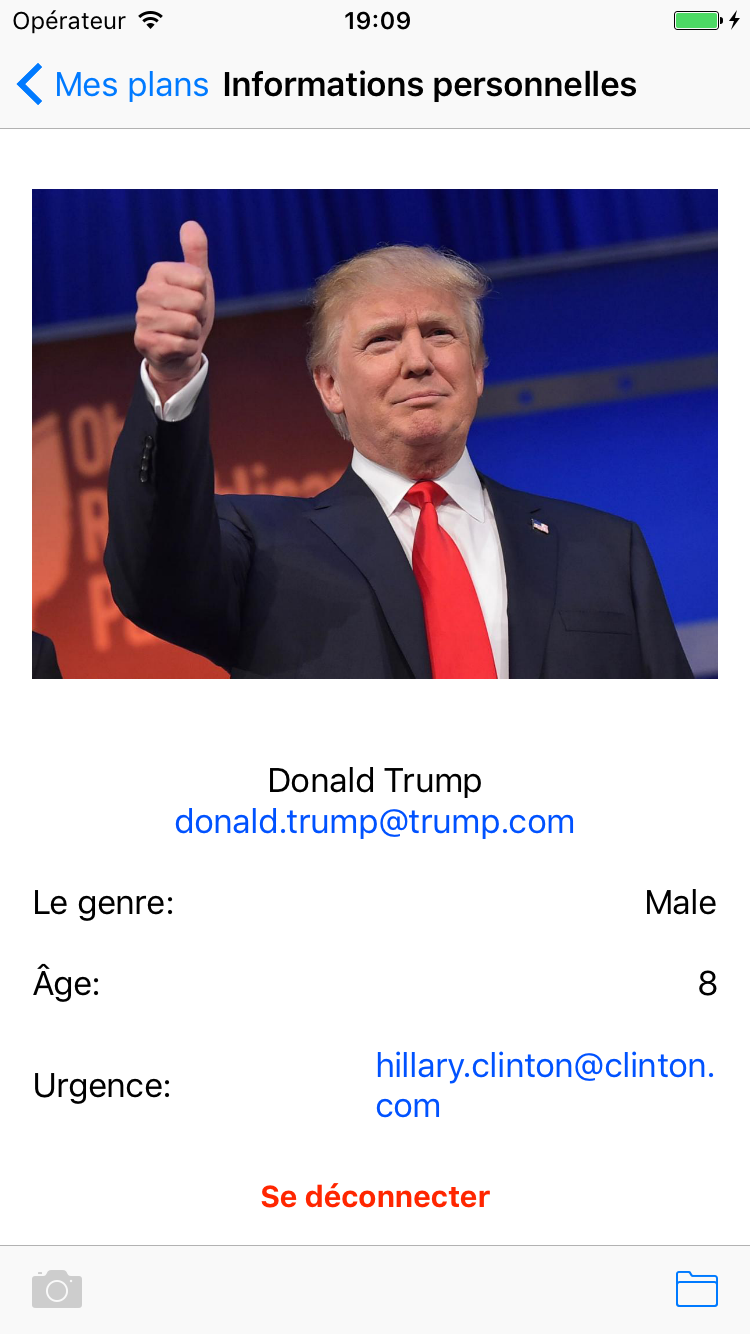 Opérateur 19:09
Mes plans Informations personnelles
Donald Trump
donald.trump@trump.com
Le genre: Male
Âge: 8
Urgence: hillary.clinton@clinton.
com
Se déconnecter